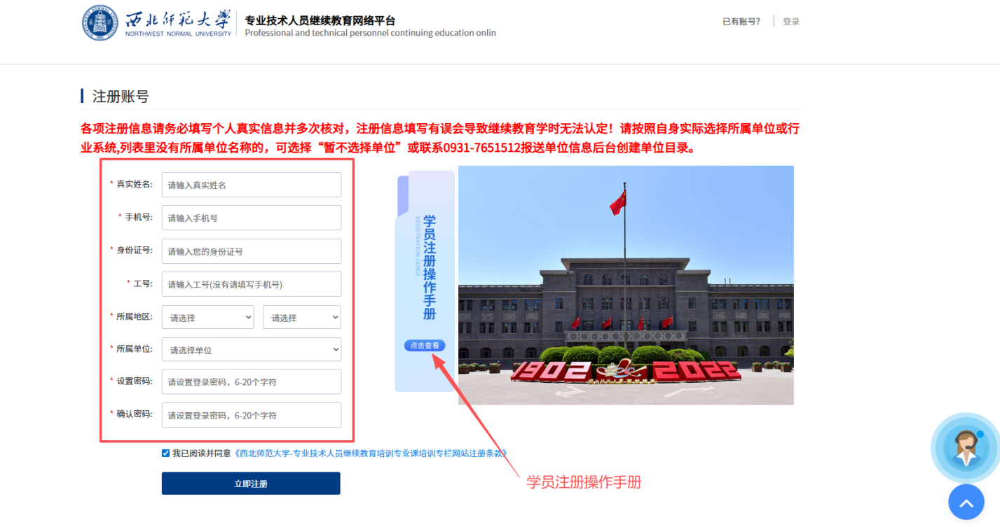 西北师范大学
NORTHWEST NORMAL UNIVERSITY
专业技术人员继续教育网络平台
Professional and technical personnel continuing education onlin
已有账号?
登录
注册账号
各项注册信息请务必填写个人真实信息并多次核对，注册信息填写有误会导致继续教育学时无法认定！请按照自身实际选择所属单位或行
业系统,列表里没有所属单位名称的，可选择“暂不选择单位”或联系0931-7651512报送单位信息后台创建单位目录。
* 真实姓名: 请输入真实姓名
* 手机号: 请输入手机号
* 身份证号: 请输入您的身份证号
* 工号: 请输入工号(没有请填写手机号)
* 所属地区: 请选择 请选择
* 所属单位: 请选择单位
* 设置密码: 请设置登录密码，6-20个字符
* 确认密码: 请设置登录密码，6-20个字符
学员注册操作手册
REGISTRATION GUIDE
点击查看
1902 2022
我已阅读并同意《西北师范大学-专业技术人员继续教育培训专业课培训专栏网站注册条款》
立即注册
学员注册操作手册